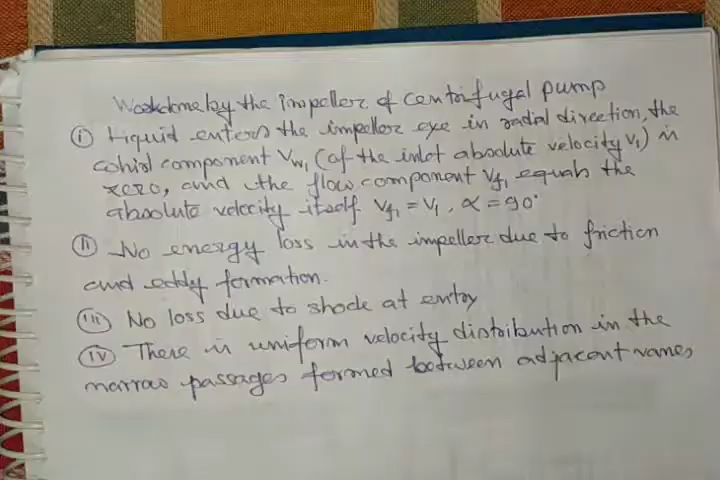 Workdone by the impeller of centrifugal pump
(i) Liquid enters the impeller eye in radial direction, the
whirl component Vw1 (of the inlet absolute velocity V1) is
zero, and the flow component Vf1 equals the
absolute velocity itself Vf1 = V1, α = 90°
(ii) No energy loss in the impeller due to friction
and eddy formation.
(iii) No loss due to shock at entry
(iv) There is uniform velocity distribution in the
narrow passages formed between adjacent vanes